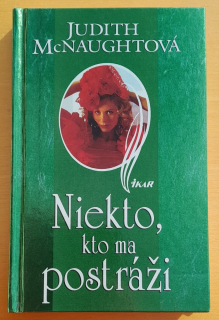 JUDITH
MCNAUGHTOVÁ
IKAR
Niekto,
kto ma
postráži